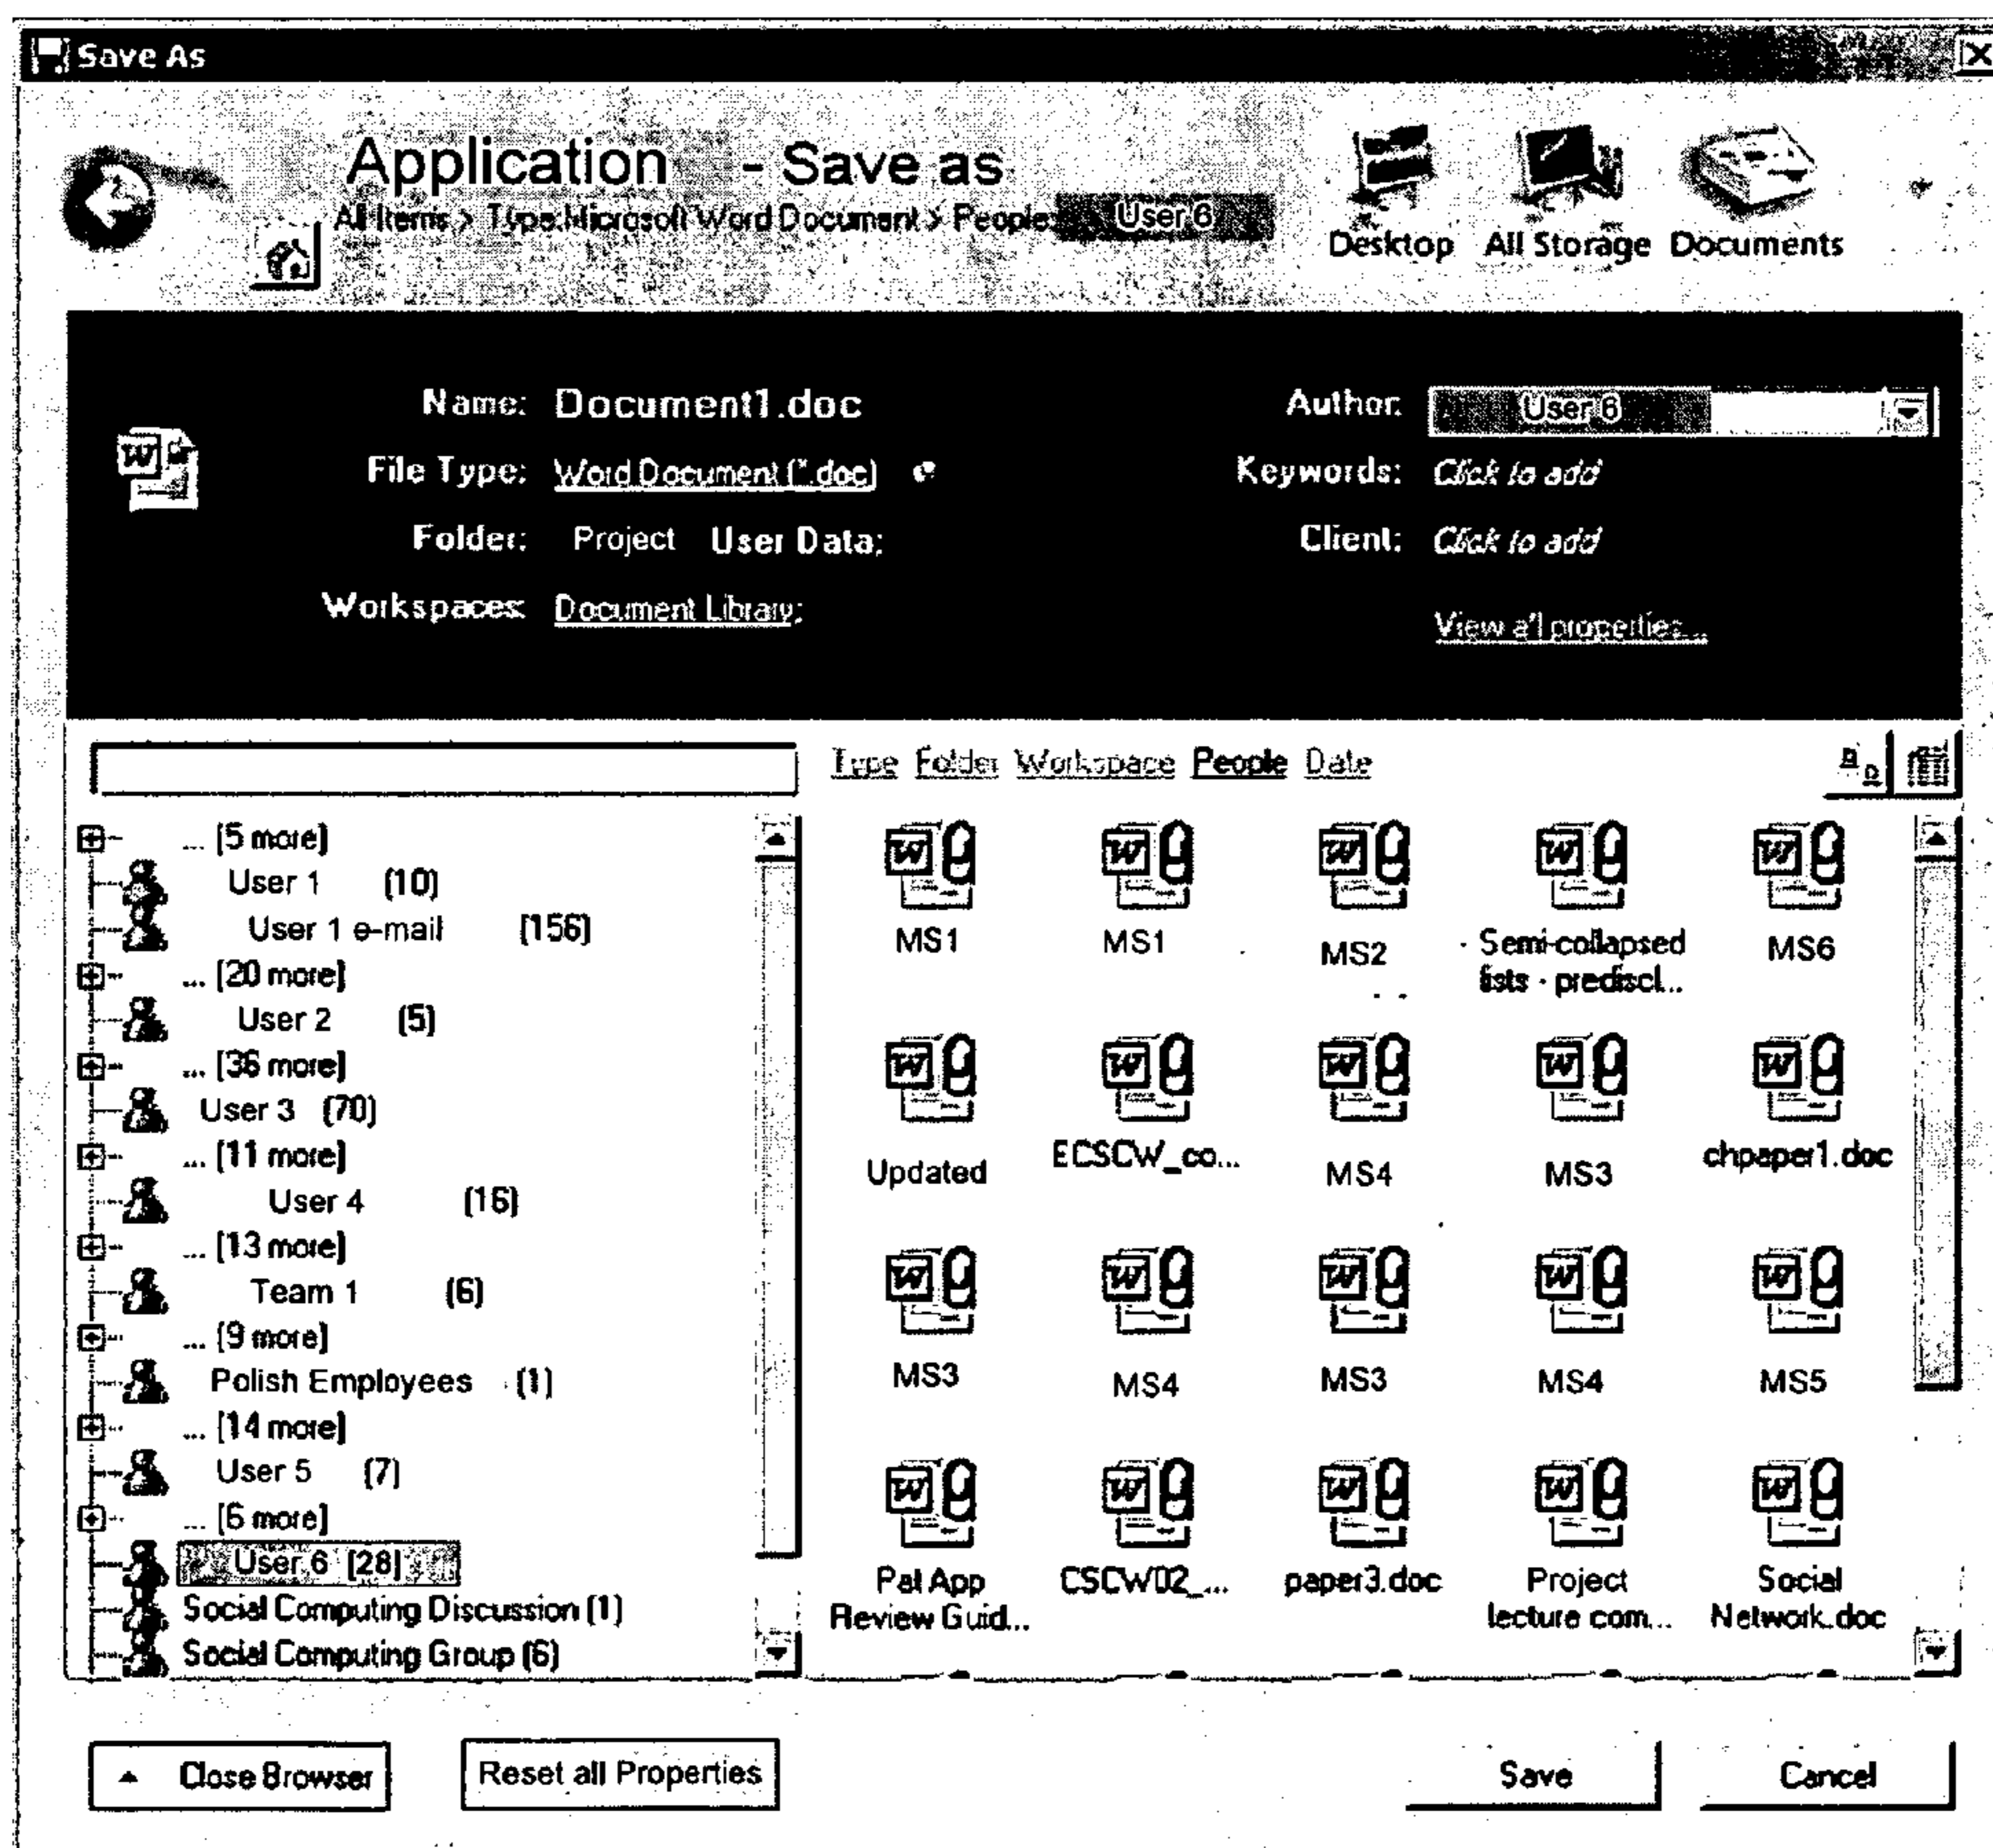 Save As
Application - Save as
All Items > Type:Microsoft Word Document > People: User 6
Desktop All Storage Documents
Name: Document1.doc
Author: User 6
File Type: Word Document (*.doc)
Keywords: Click to add
Folder: Project User Data;
Client: Click to add
Workspaces: Document Library;
View all properties...
Type Folder Workspace People Date
... [5 more]
User 1 (10)
User 1 e-mail (156)
... [20 more]
User 2 (5)
... [36 more]
User 3 (70)
... [11 more]
User 4 (16)
... [13 more]
Team 1 (6)
... [9 more]
Polish Employees (1)
... [14 more]
User 5 (7)
... [6 more]
User 6 [28]
Social Computing Discussion (1)
Social Computing Group (6)
MS1 MS1 MS2 Semi-collapsed lists - prediscl... MS6
Updated ECSCW_co... MS4 MS3 chpaper1.doc
MS3 MS4 MS3 MS4 MS5
Pat App Review Guid... CSCW02_... paper3.doc Project lecture com... Social Network.doc
Close Browser Reset all Properties Save Cancel